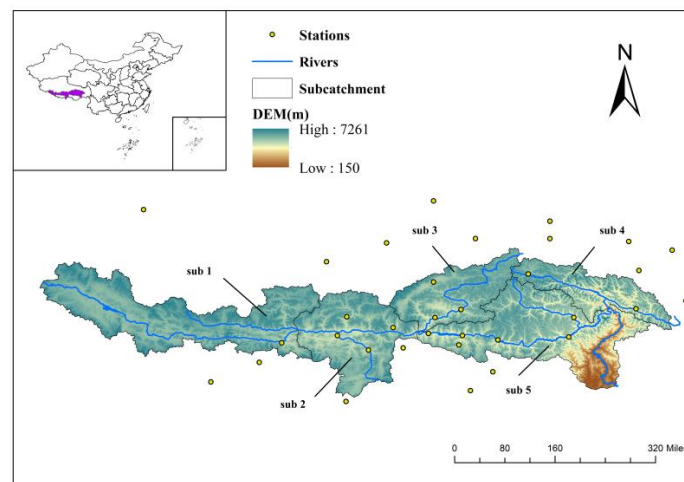 Stations
Rivers
Subcatchment
DEM(m)
High : 7261
Low : 150
N
sub 3
sub 4
sub 1
sub 2
sub 5
0 80 160 320 Miles